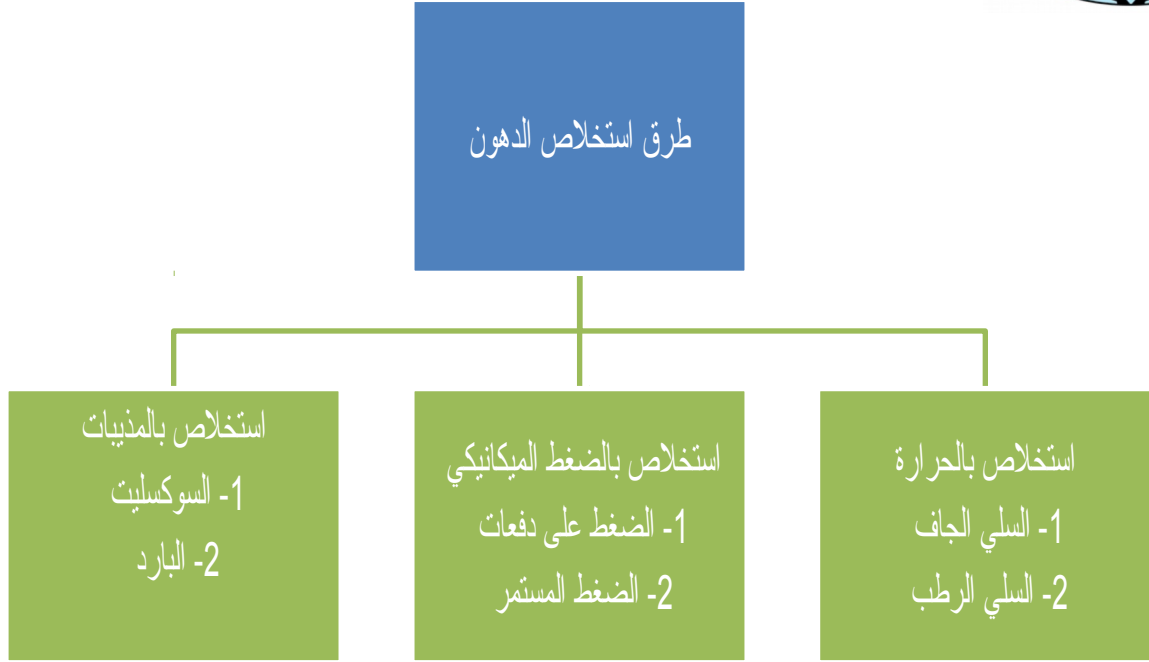 طرق استخلاص الدهون
استخلاص بالحرارة
1- السلي الجاف
2- السلي الرطب
استخلاص بالضغط الميكانيكي
1- الضغط على دفعات
2- الضغط المستمر
استخلاص بالمذيبات
1- السوكسليت
2- البارد